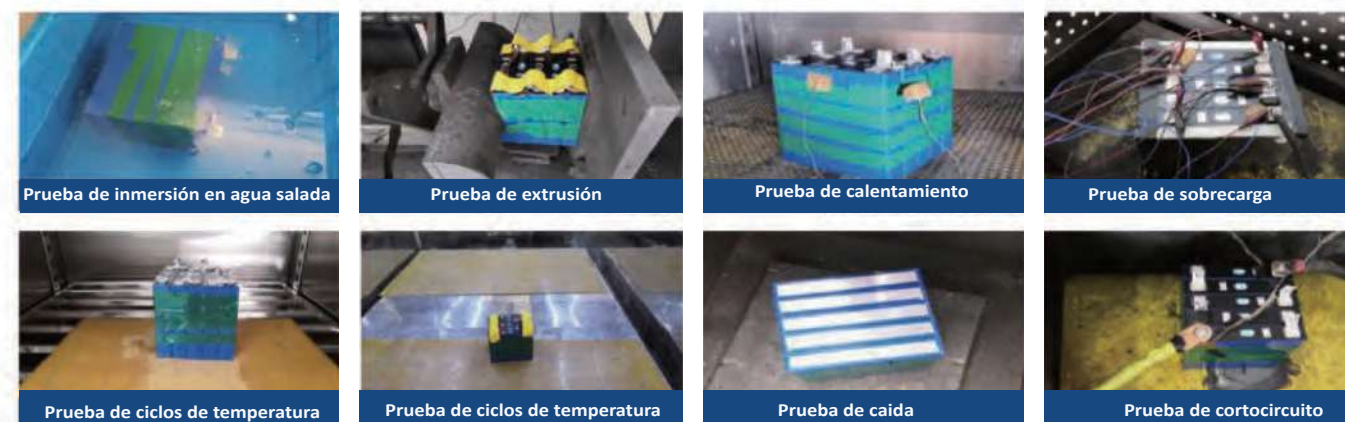 Prueba de inmersión en agua salada
Prueba de extrusión
Prueba de calentamiento
Prueba de sobrecarga
Prueba de ciclos de temperatura
Prueba de ciclos de temperatura
Prueba de caida
Prueba de cortocircuito